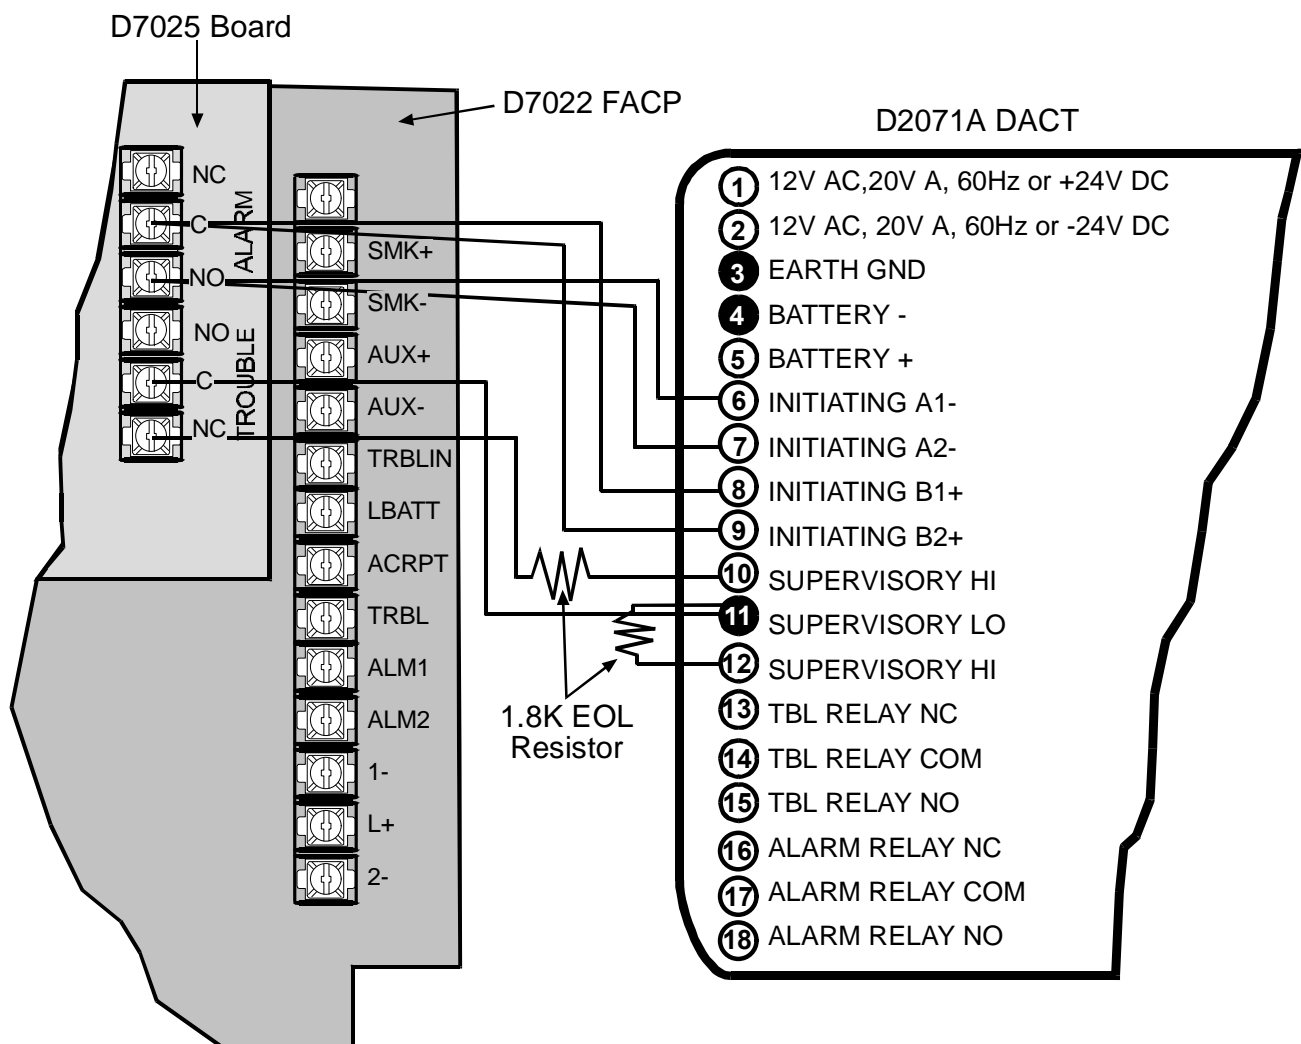 D7025 Board
D7022 FACP
D2071A DACT
NC
C
NO
ALARM
NO
C
NC
TROUBLE
SMK+
SMK-
AUX+
AUX-
TRBLIN
LBATT
ACRPT
TRBL
ALM1
ALM2
1-
L+
2-
1.8K EOL
Resistor
1 12V AC,20V A, 60Hz or +24V DC
2 12V AC, 20V A, 60Hz or -24V DC
3 EARTH GND
4 BATTERY -
5 BATTERY +
6 INITIATING A1-
7 INITIATING A2-
8 INITIATING B1+
9 INITIATING B2+
10 SUPERVISORY HI
11 SUPERVISORY LO
12 SUPERVISORY HI
13 TBL RELAY NC
14 TBL RELAY COM
15 TBL RELAY NO
16 ALARM RELAY NC
17 ALARM RELAY COM
18 ALARM RELAY NO